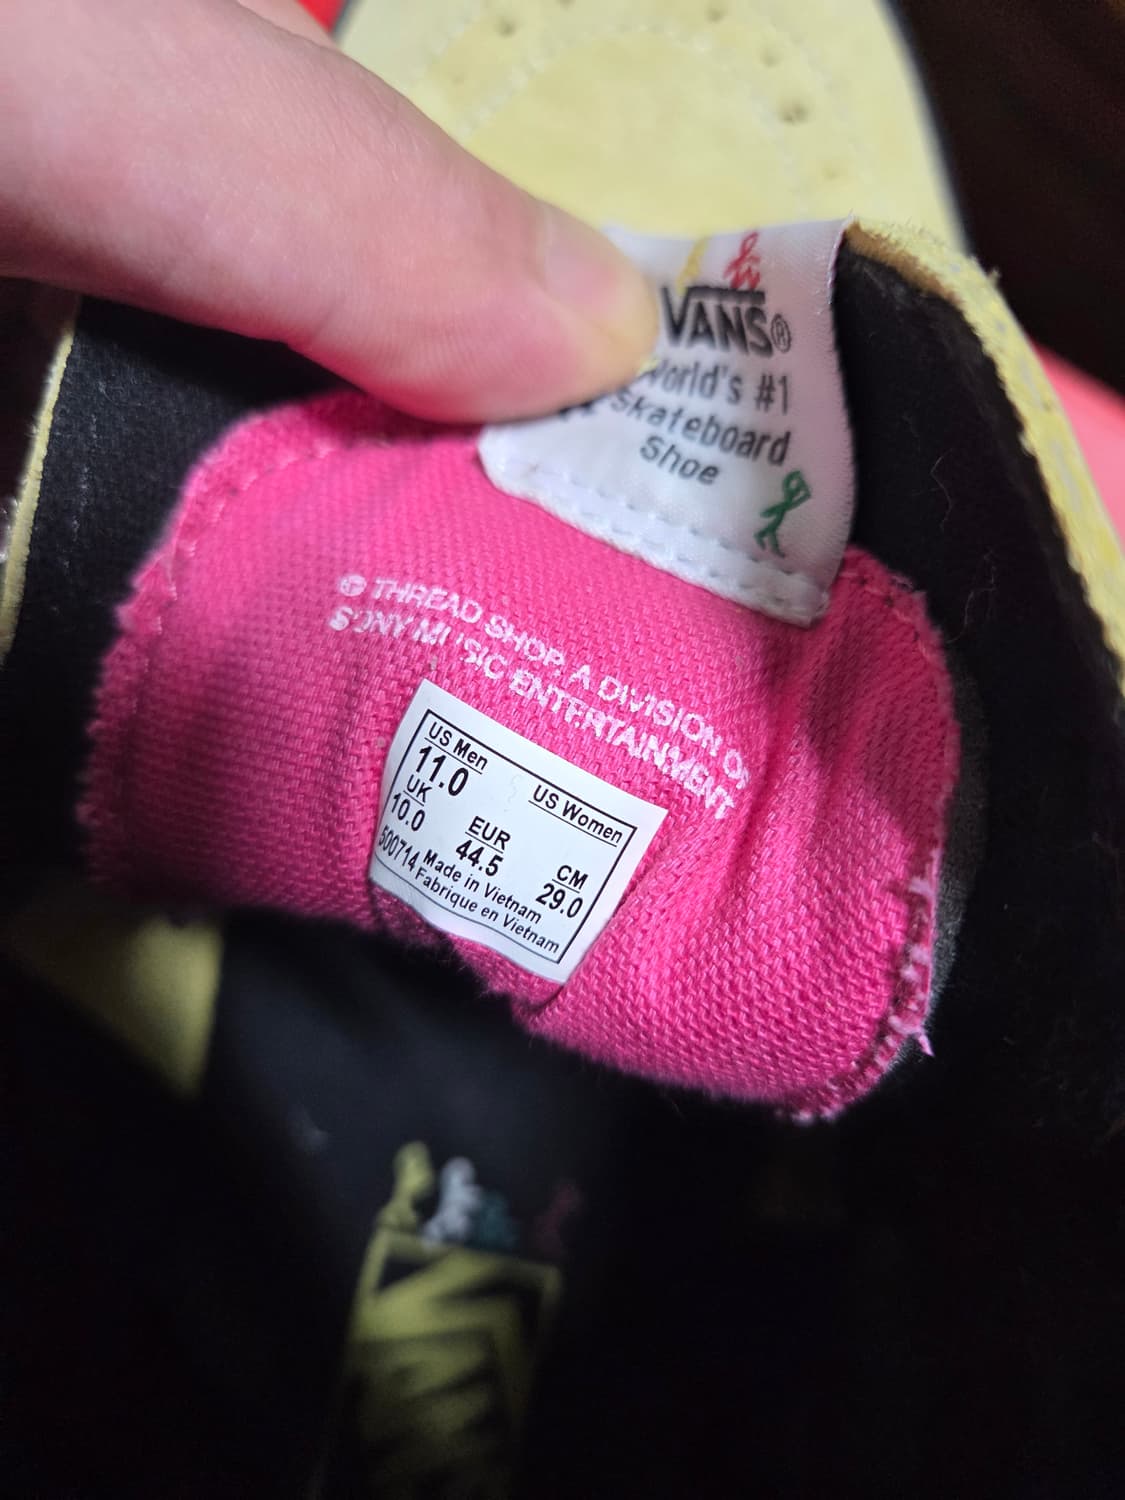 VANS®
World's #1
Skateboard
Shoe
© THREAD SHOP, A DIVISION OF
SONY MUSIC ENTERTAINMENT
US Men
11.0
US Women
UK
10.0
EUR
44.5
CM
29.0
500714
Made in Vietnam
Fabrique en Vietnam